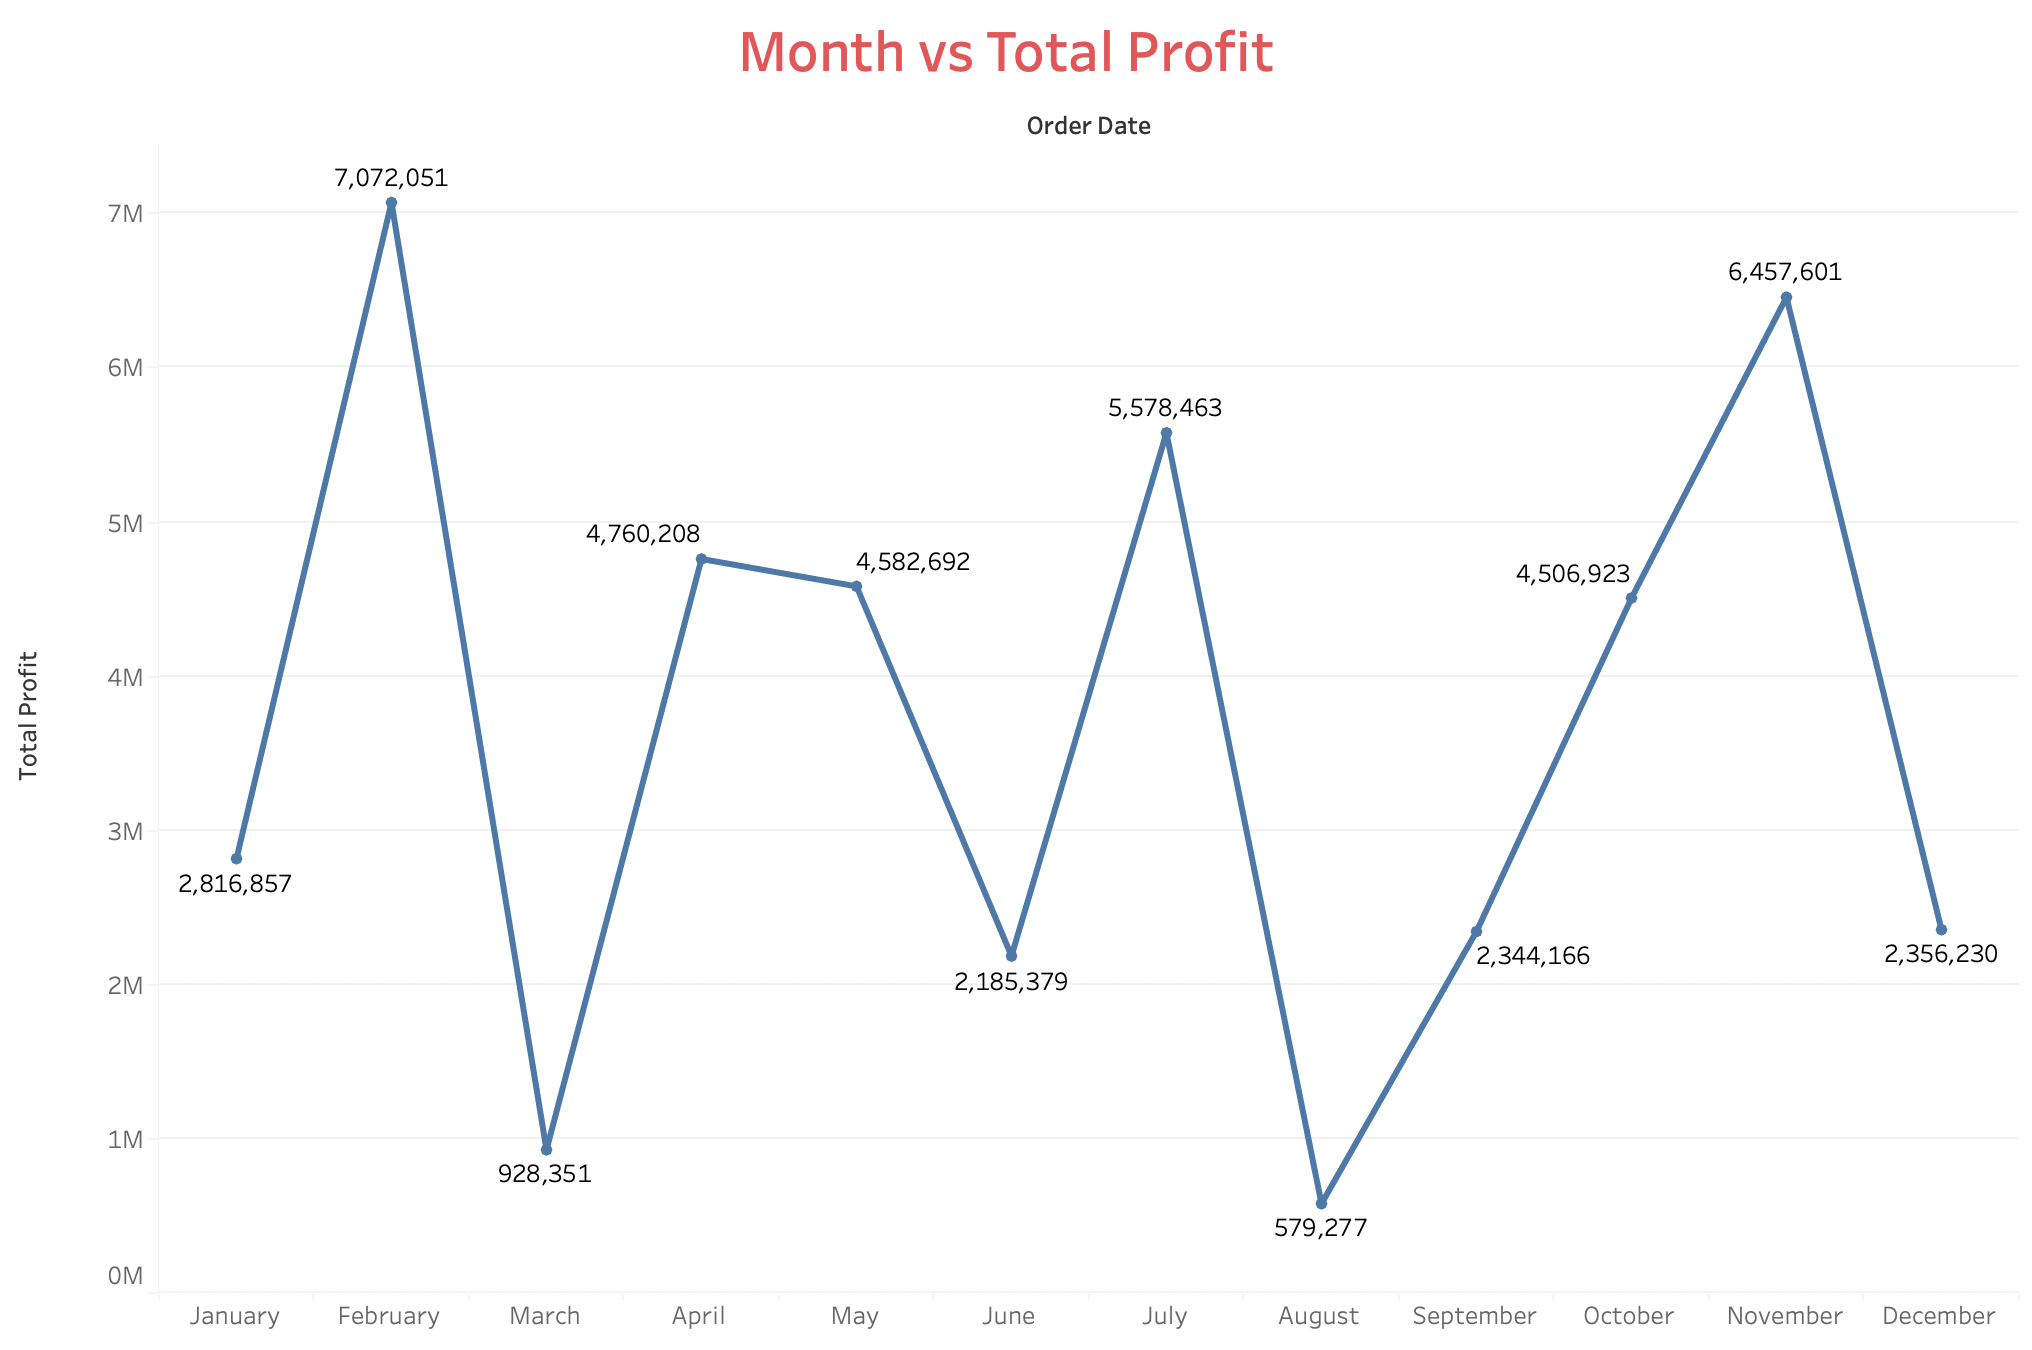 Month vs Total Profit
Order Date
7,072,051
7M
6,457,601
6M
5,578,463
5M
4,760,208
4,582,692
4,506,923
4M
Total Profit
3M
2,816,857
2,344,166
2,356,230
2M
2,185,379
1M
928,351
579,277
0M
January February March April May June July August September October November December